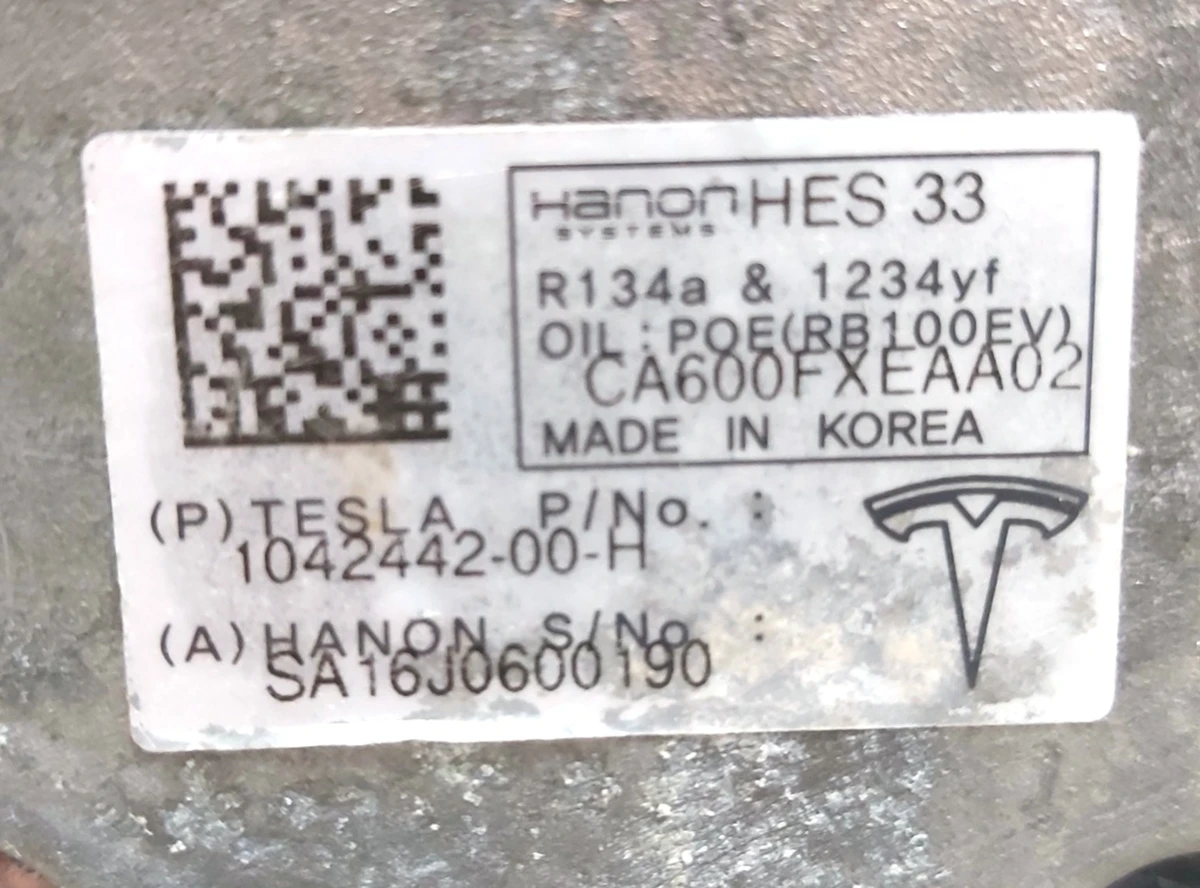 Hanon HES 33
SYSTEMS
R134a & 1234yf
OIL : POE(RB100EV)
CA600FXEAA02
MADE IN KOREA
(P) TESLA P/No. :
1042442-00-H
(A) HANON S/No. :
SA16J0600190